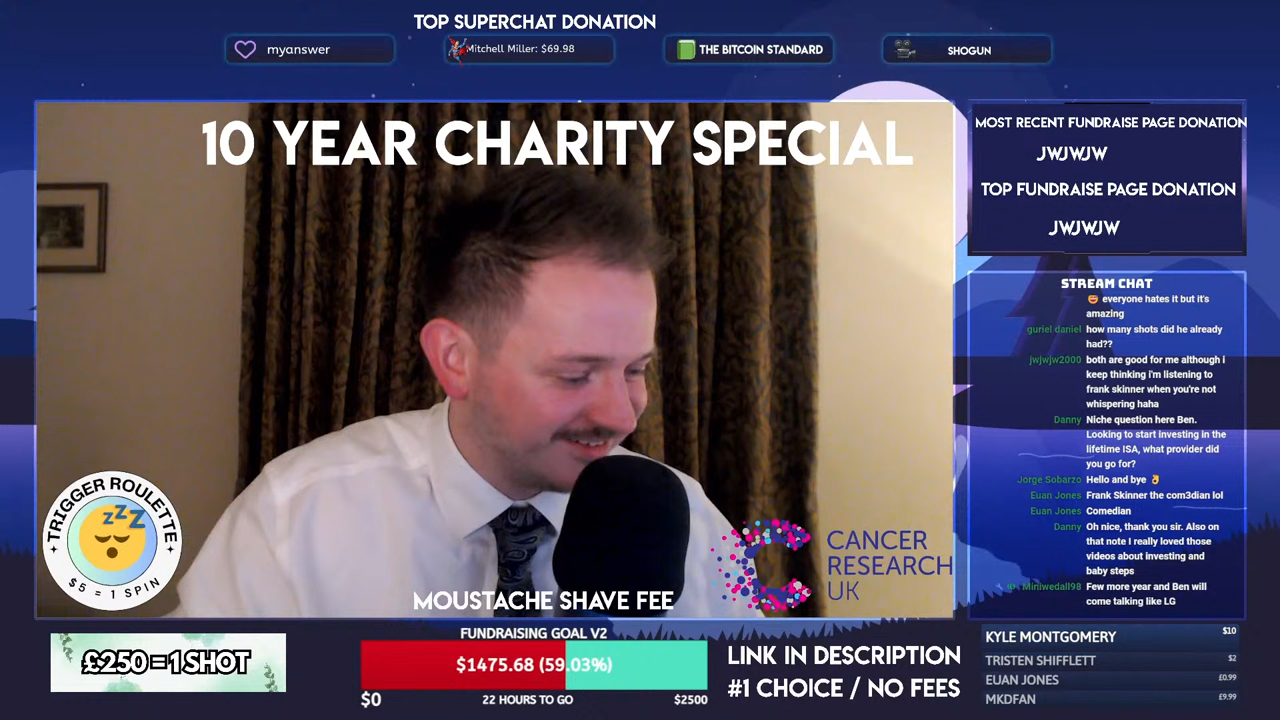 TOP SUPERCHAT DONATION
myanswer
Mitchell Miller: $69.98
THE BITCOIN STANDARD
SHOGUN
10 YEAR CHARITY SPECIAL
MOST RECENT FUNDRAISE PAGE DONATION
JWJWJW
TOP FUNDRAISE PAGE DONATION
JWJWJW
STREAM CHAT
everyone hates it but it's
amazing
guriel daniel how many shots did he already
had??
jwjwjw2000 both are good for me although i
keep thinking i'm listening to
frank skinner when you're not
whispering haha
Danny Niche question here Ben.
Looking to start investing in the
lifetime ISA, what provider did
you go for?
Jorge Sobarzo Hello and bye
Euan Jones Frank Skinner the com3dian lol
Euan Jones Comedian
Danny Oh nice, thank you sir. Also on
that note I really loved those
videos about investing and
baby steps
Miniwedall98 Few more year and Ben will
come talking like LG
TRIGGER ROULETTE
zzz
$5 = 1 SPIN
CANCER
RESEARCH
UK
MOUSTACHE SHAVE FEE
£250 = 1 SHOT
FUNDRAISING GOAL V2
$1475.68 (59.03%)
$0
22 HOURS TO GO
$2500
LINK IN DESCRIPTION
#1 CHOICE / NO FEES
KYLE MONTGOMERY $10
TRISTEN SHIFFLETT $2
EUAN JONES £0.99
MKDFAN £9.99